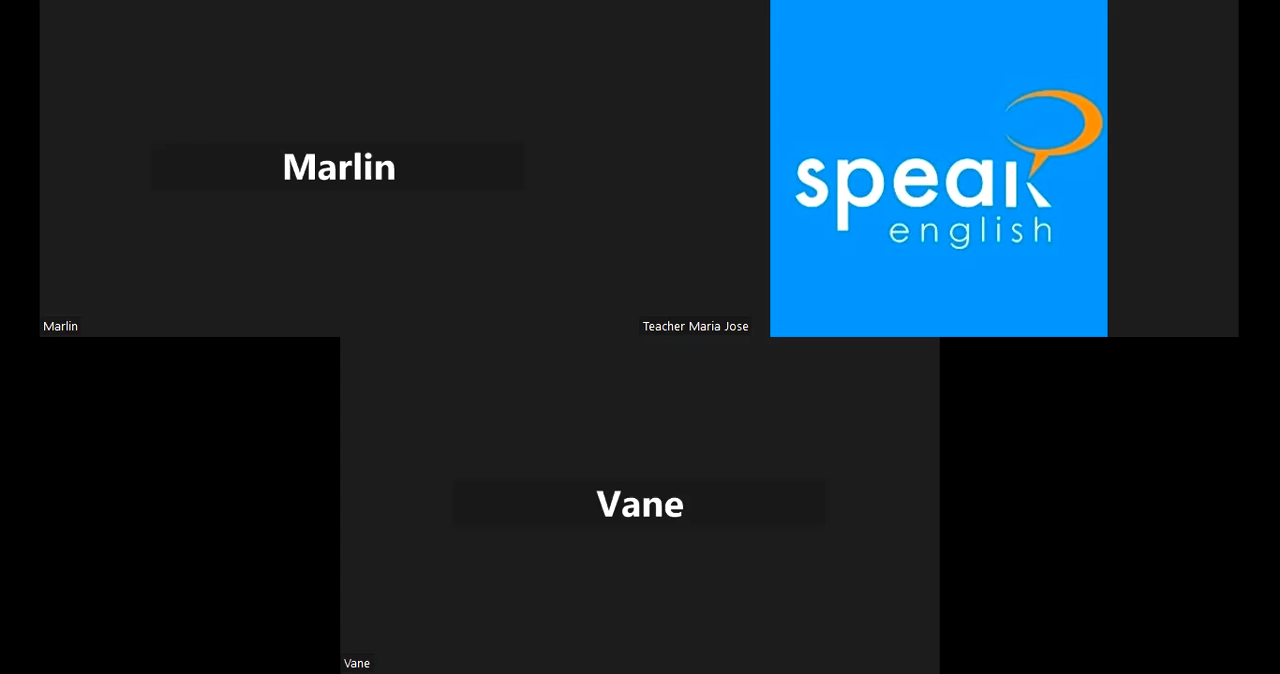 Marlin
speak
english
Marlin
Teacher Maria Jose
Vane
Vane